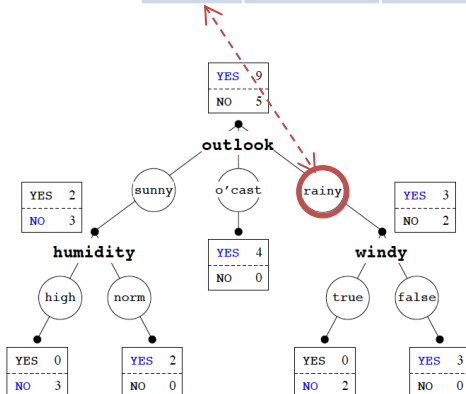 YES 9
NO 5
outlook
sunny
o'cast
rainy
YES 2
NO 3
YES 3
NO 2
YES 4
NO 0
humidity
windy
high
norm
true
false
YES 0
NO 3
YES 2
NO 0
YES 0
NO 2
YES 3
NO 0